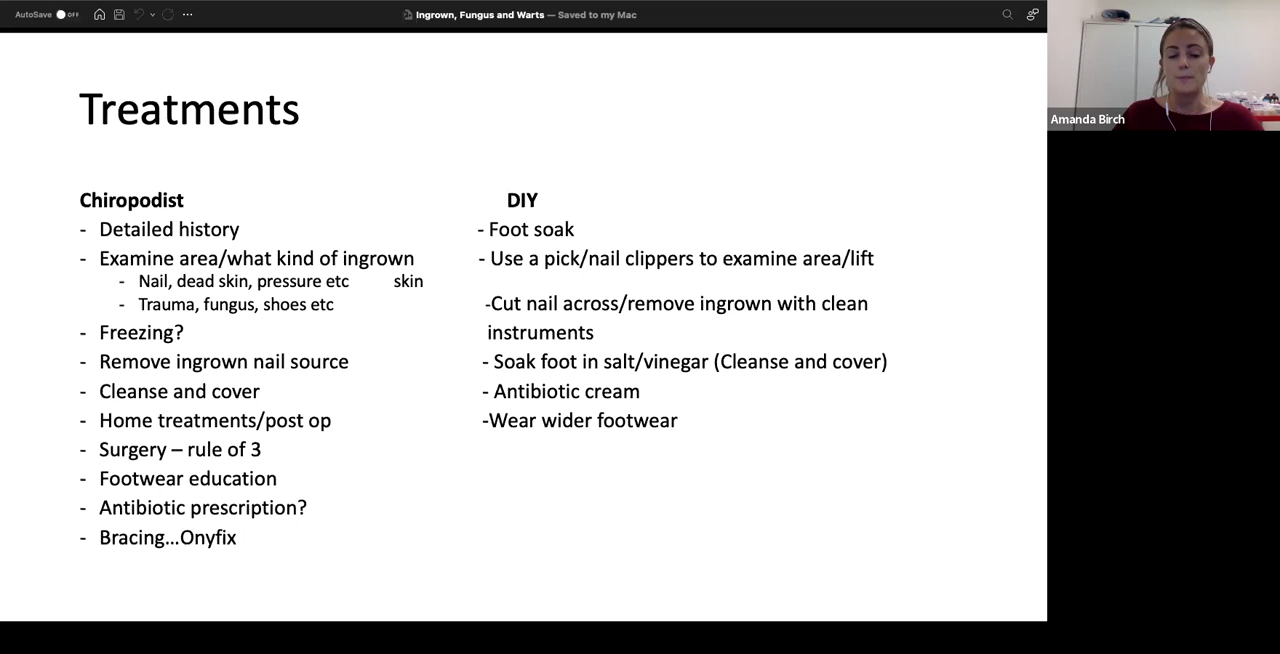 AutoSave OFF
Ingrown, Fungus and Warts — Saved to my Mac
Amanda Birch
Treatments
Chiropodist
- Detailed history
- Examine area/what kind of ingrown
- Nail, dead skin, pressure etc
- Trauma, fungus, shoes etc
- Freezing?
- Remove ingrown nail source
- Cleanse and cover
- Home treatments/post op
- Surgery – rule of 3
- Footwear education
- Antibiotic prescription?
- Bracing...Onyfix
DIY
- Foot soak
- Use a pick/nail clippers to examine area/lift
skin
-Cut nail across/remove ingrown with clean
instruments
- Soak foot in salt/vinegar (Cleanse and cover)
- Antibiotic cream
-Wear wider footwear